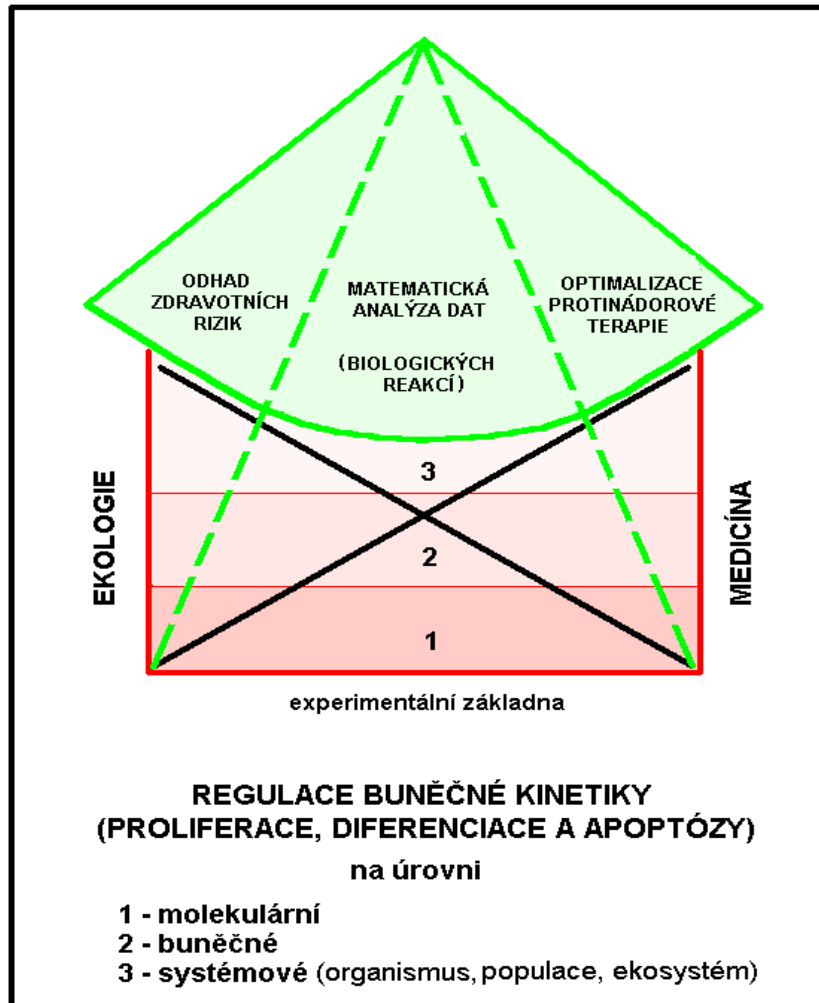 ODHAD
ZDRAVOTNÍCH
RIZIK
MATEMATICKÁ
ANALÝZA DAT
(BIOLOGICKÝCH
REAKCÍ)
OPTIMALIZACE
PROTINÁDOROVÉ
TERAPIE
EKOLOGIE
3
2
1
MEDICÍNA
experimentální základna
REGULACE BUNĚČNÉ KINETIKY
(PROLIFERACE, DIFERENCIACE A APOPTÓZY)
na úrovni
1 - molekulární
2 - buněčné
3 - systémové (organismus, populace, ekosystém)